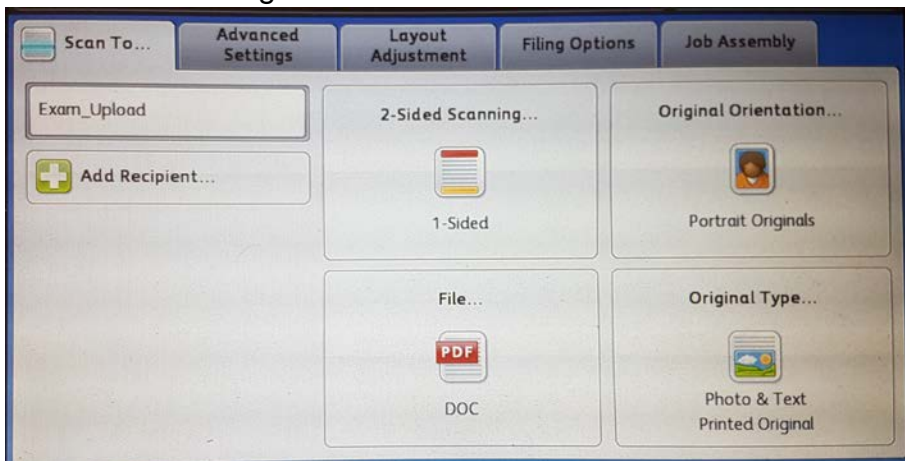 Scan To...
Advanced
Settings
Layout
Adjustment
Filing Options
Job Assembly
Exam_Upload
Add Recipient...
2-Sided Scanning...
1-Sided
Original Orientation...
Portrait Originals
File...
PDF
DOC
Original Type...
Photo & Text
Printed Original